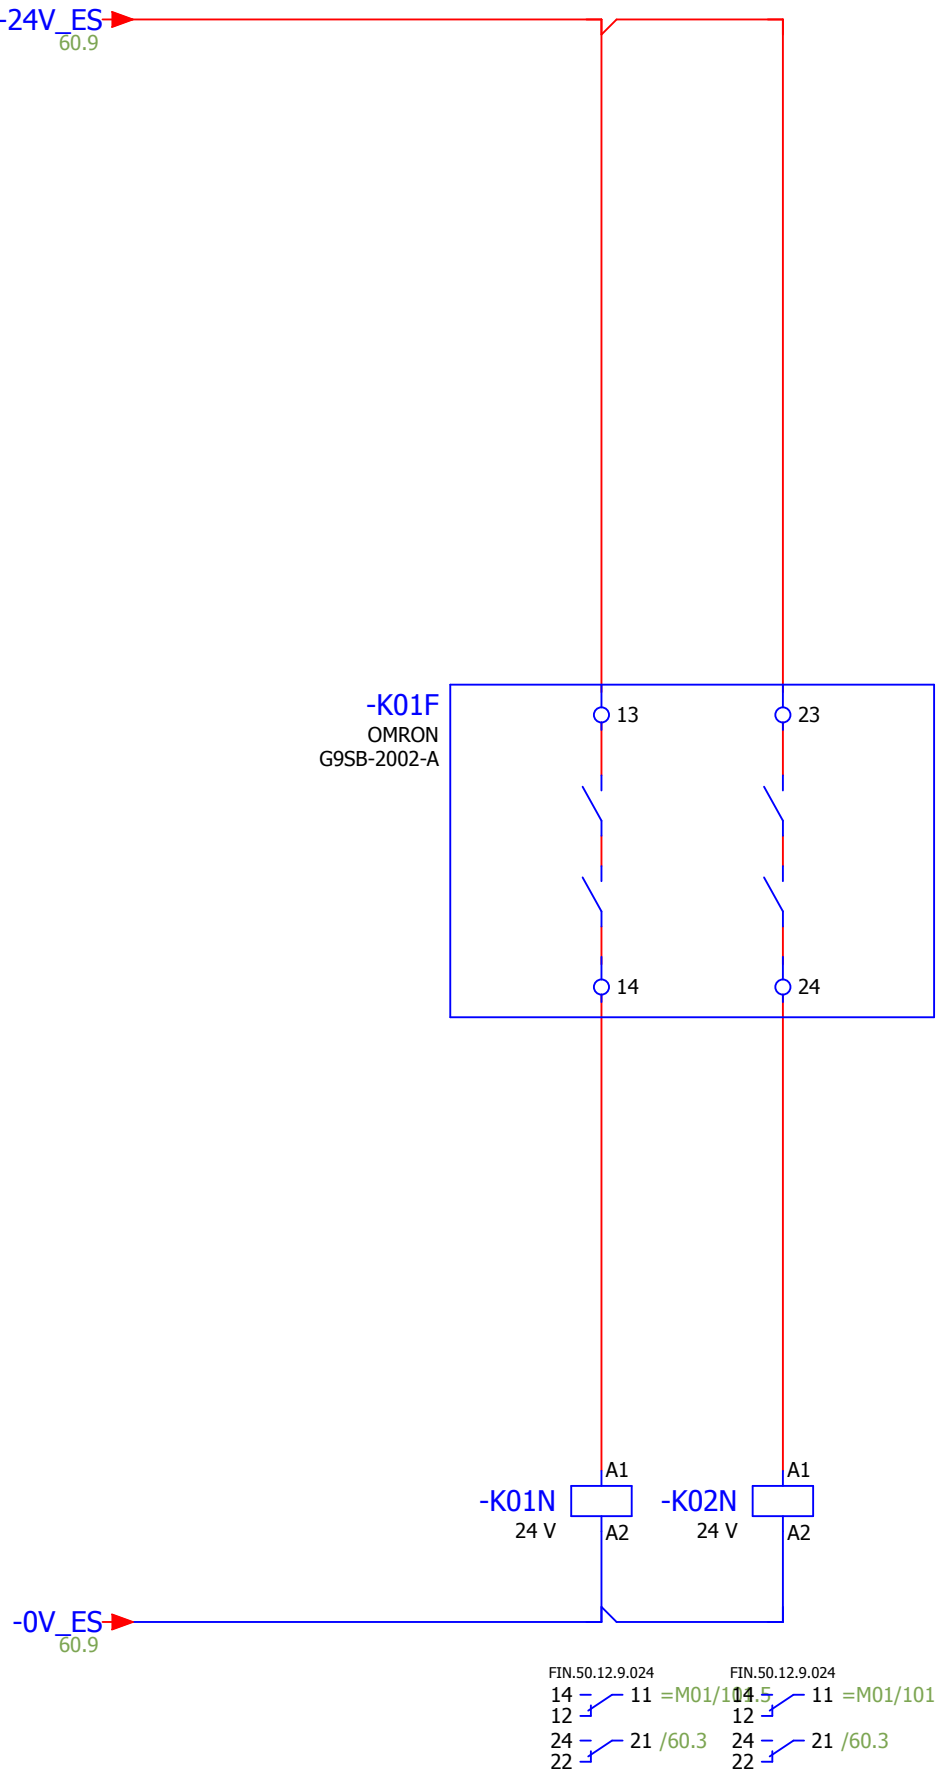 -24V_ES
60.9
-K01F
OMRON
G9SB-2002-A
13
23
14
24
A1
A1
-K01N
-K02N
24 V
24 V
A2
A2
-0V_ES
60.9
FIN.50.12.9.024
FIN.50.12.9.024
14 11 =M01/101.5
14 11 =M01/101
12
12
24 21 /60.3
24 21 /60.3
22
22